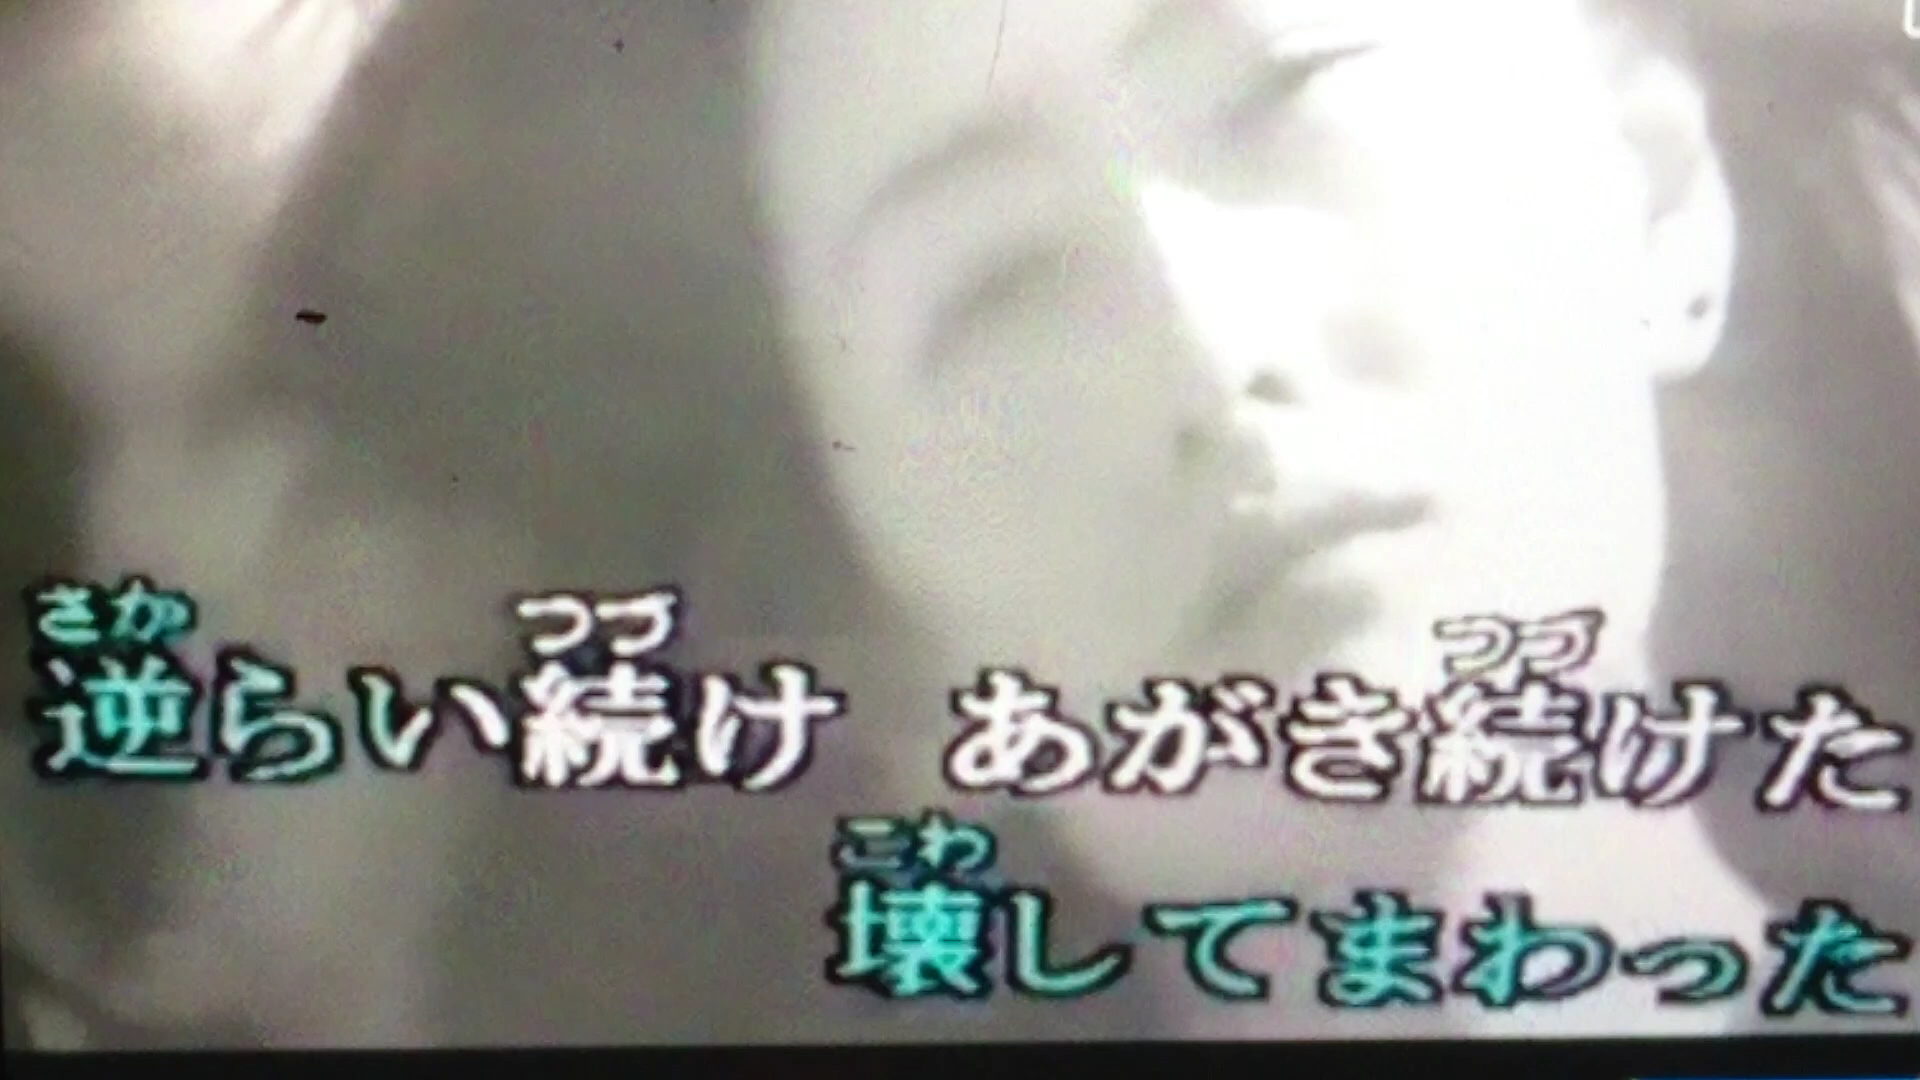 さか つづ つづ
逆らい続け あがき続けた
こわ
壊してまわった